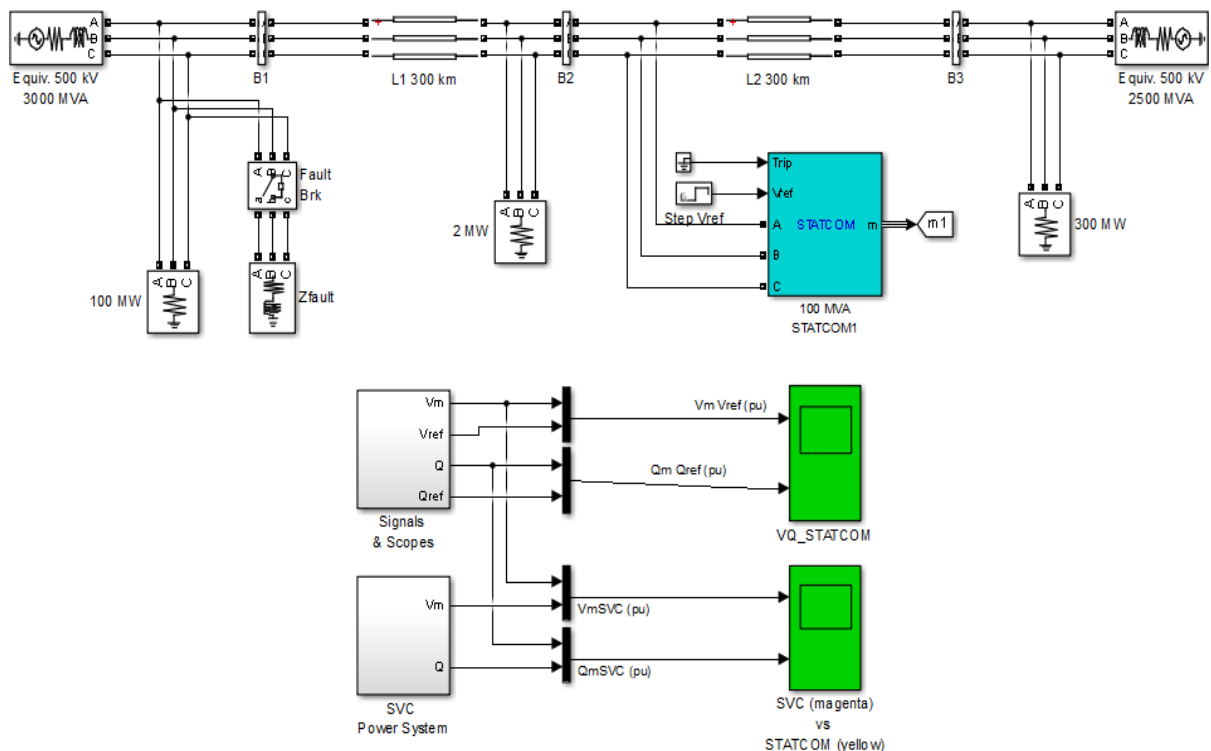 A
B
C
Equiv. 500 kV
3000 MVA
B1
L1 300 km
B2
L2 300 km
B3
A
B
C
Equiv. 500 kV
2500 MVA
A B C
Fault
Brk
a c
A B C
Zfault
A B C
100 MW
A B C
2 MW
Trip
Vref
Step Vref
A
STATCOM
m
m1
B
C
100 MVA
STATCOM1
A B C
300 MW
Vm
Vref
Q
Qref
Signals
& Scopes
Vm Vref (pu)
Qm Qref (pu)
VQ_STATCOM
Vm
Q
SVC
Power System
VmSVC (pu)
QmSVC (pu)
SVC (magenta)
vs
STATCOM (yellow)